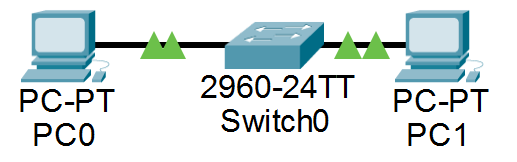 PC-PT
PC0
2960-24TT
Switch0
PC-PT
PC1